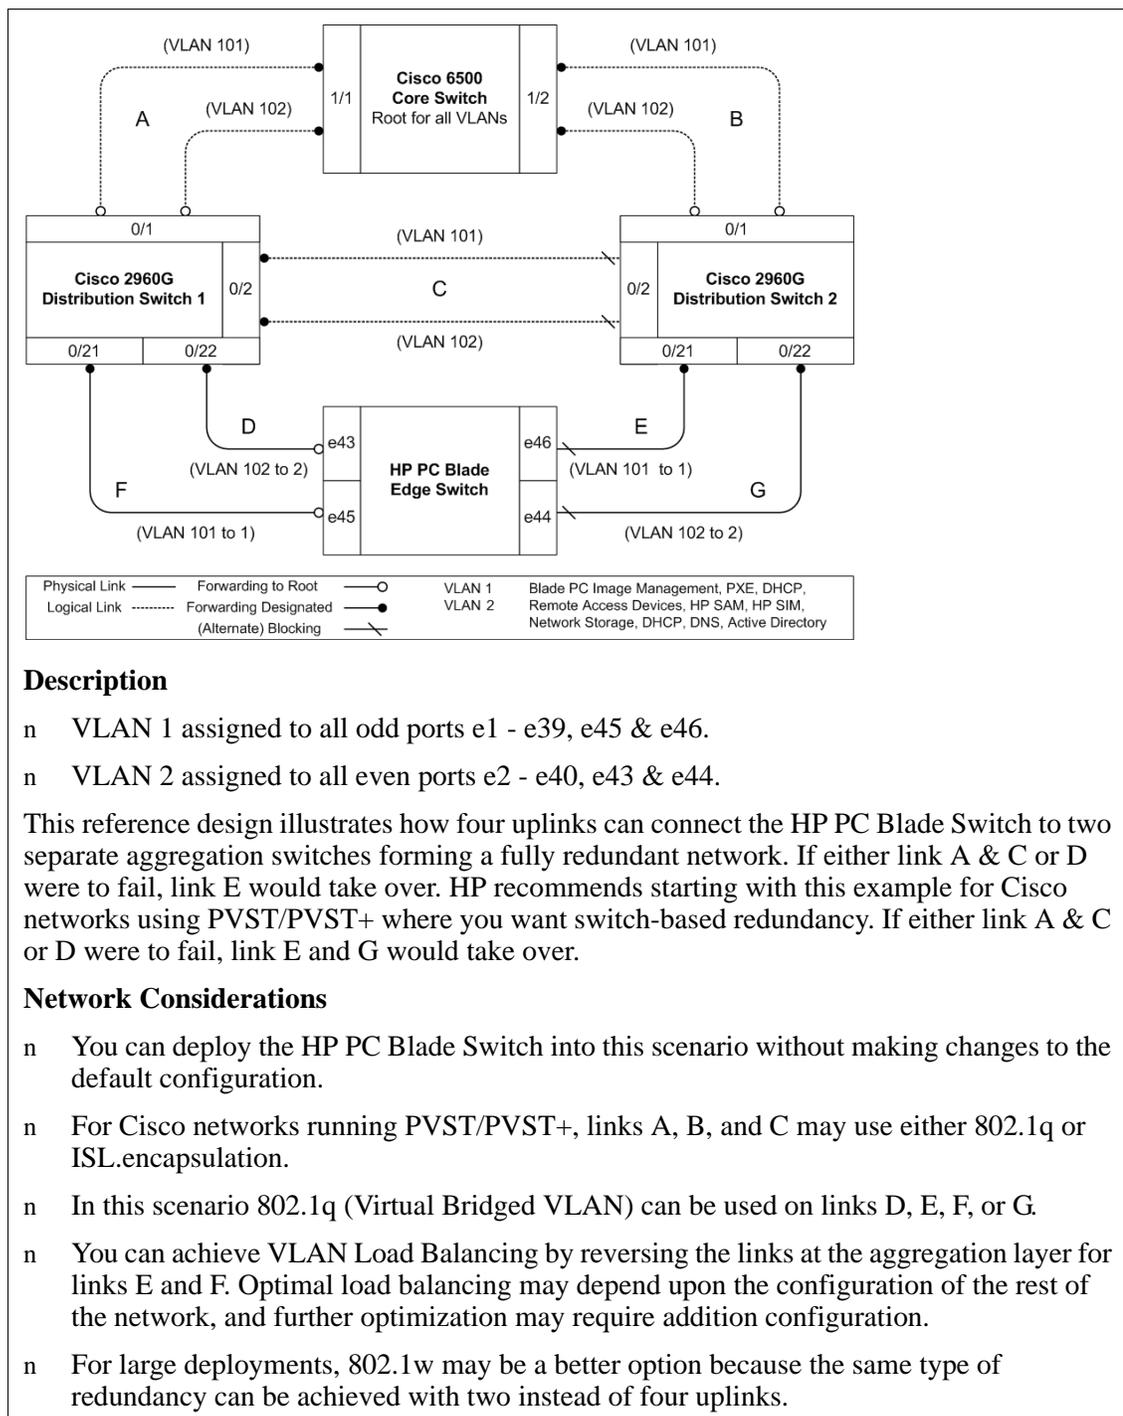 (VLAN 101)
(VLAN 101)
Cisco 6500
Core Switch
Root for all VLANs
1/1
1/2
A
(VLAN 102)
(VLAN 102)
B
0/1
0/1
(VLAN 101)
Cisco 2960G
Distribution Switch 1
0/2
C
0/2
Cisco 2960G
Distribution Switch 2
(VLAN 102)
0/21
0/22
0/21
0/22
D
E
e43
e46
(VLAN 102 to 2)
HP PC Blade
Edge Switch
(VLAN 101 to 1)
F
G
e45
e44
(VLAN 101 to 1)
(VLAN 102 to 2)
Physical Link
Forwarding to Root
VLAN 1
Blade PC Image Management, PXE, DHCP,
Logical Link
Forwarding Designated
VLAN 2
Remote Access Devices, HP SAM, HP SIM,
(Alternate) Blocking
Network Storage, DHCP, DNS, Active Directory
Description
n VLAN 1 assigned to all odd ports e1 - e39, e45 & e46.
n VLAN 2 assigned to all even ports e2 - e40, e43 & e44.
This reference design illustrates how four uplinks can connect the HP PC Blade Switch to two
separate aggregation switches forming a fully redundant network. If either link A & C or D
were to fail, link E would take over. HP recommends starting with this example for Cisco
networks using PVST/PVST+ where you want switch-based redundancy. If either link A & C
or D were to fail, link E and G would take over.
Network Considerations
n You can deploy the HP PC Blade Switch into this scenario without making changes to the
default configuration.
n For Cisco networks running PVST/PVST+, links A, B, and C may use either 802.1q or
ISL.encapsulation.
n In this scenario 802.1q (Virtual Bridged VLAN) can be used on links D, E, F, or G.
n You can achieve VLAN Load Balancing by reversing the links at the aggregation layer for
links E and F. Optimal load balancing may depend upon the configuration of the rest of
the network, and further optimization may require addition configuration.
n For large deployments, 802.1w may be a better option because the same type of
redundancy can be achieved with two instead of four uplinks.